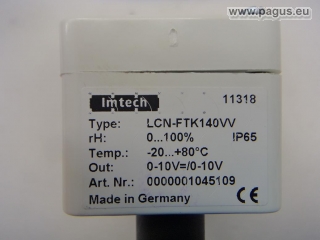 www.pagus.eu
Imtech 11318
Type: LCN-FTK140VV
rH: 0...100% IP65
Temp.: -20...+80°C
Out: 0-10V=/0-10V
Art. Nr.: 0000001045109
Made in Germany CE